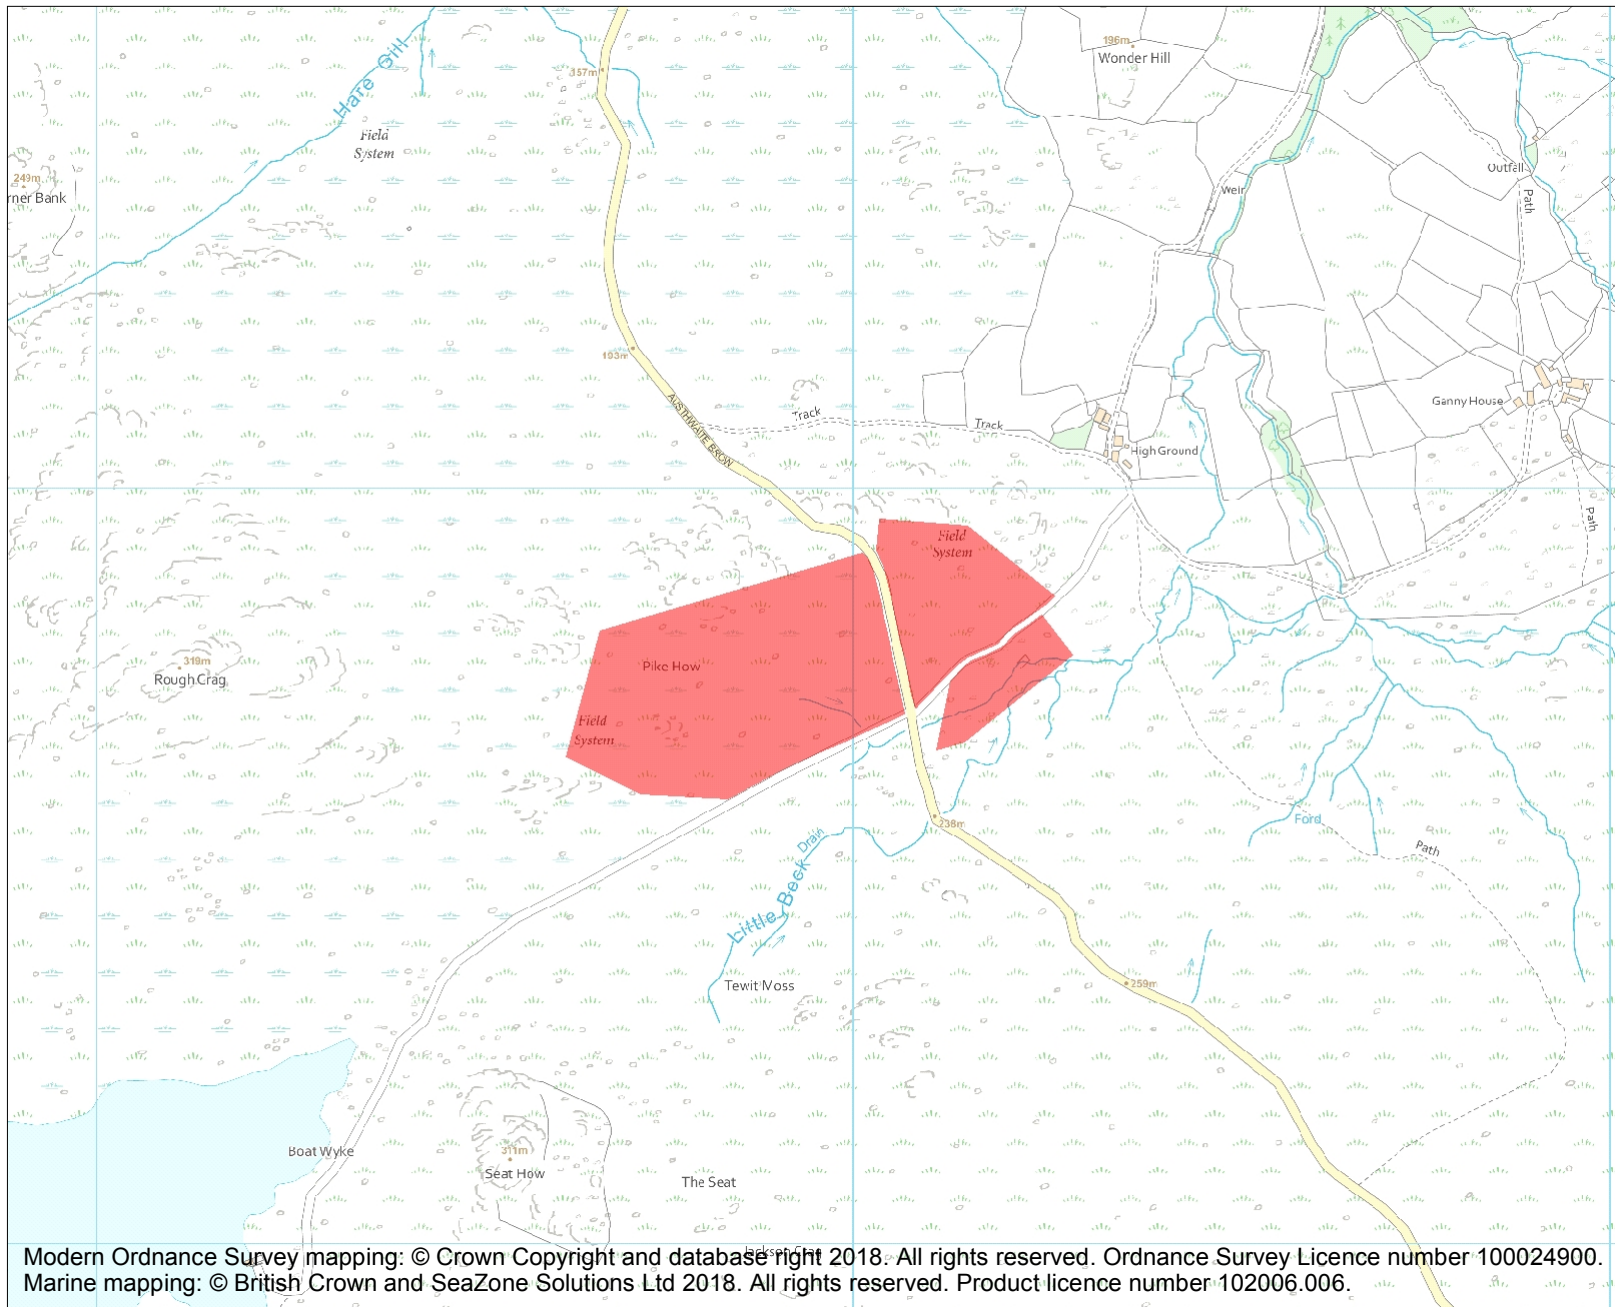 196m
Wonder Hill
Hare Gill
157m
Field
System
Outfall
249m
rner Bank
Weir
Path
193m
Ganny House
AUSTHWAITE BROW
Track
Track
High Ground
Path
Field
System
319m
Rough Crag
Pike How
Field
System
238m
Ford
Drain
Path
Little Beck
259m
Tewit Moss
Boat Wyke
311m
Seat How
The Seat
Jackson Crag
Modern Ordnance Survey mapping: © Crown Copyright and database right 2018. All rights reserved. Ordnance Survey Licence number 100024900.
Marine mapping: © British Crown and SeaZone Solutions Ltd 2018. All rights reserved. Product licence number 102006.006.